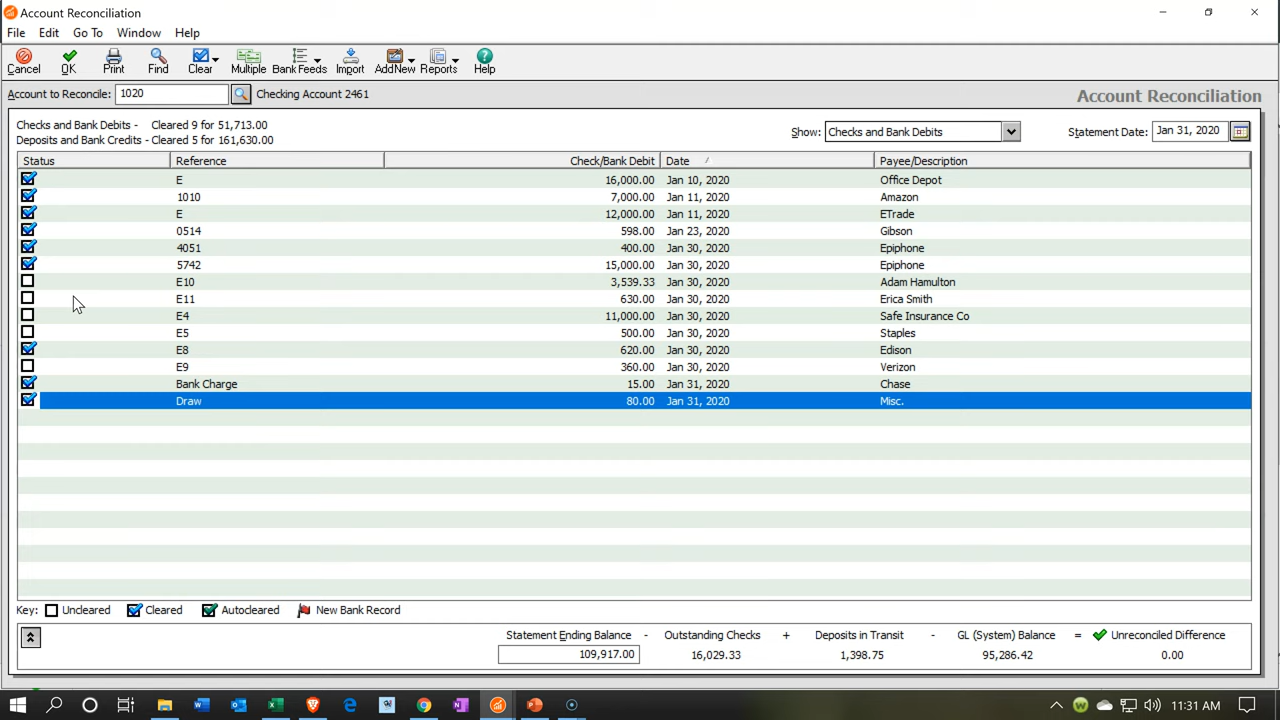 Account Reconciliation
File Edit Go To Window Help
Cancel OK Print Find Clear Multiple Bank Feeds Import AddNew Reports Help
Account to Reconcile: 1020 Checking Account 2461
Account Reconciliation
Checks and Bank Debits - Cleared 9 for 51,713.00
Deposits and Bank Credits - Cleared 5 for 161,630.00
Show: Checks and Bank Debits Statement Date: Jan 31, 2020
Status Reference Check/Bank Debit Date Payee/Description
E 16,000.00 Jan 10, 2020 Office Depot
1010 7,000.00 Jan 11, 2020 Amazon
E 12,000.00 Jan 11, 2020 ETrade
0514 598.00 Jan 23, 2020 Gibson
4051 400.00 Jan 30, 2020 Epiphone
5742 15,000.00 Jan 30, 2020 Epiphone
E10 3,539.33 Jan 30, 2020 Adam Hamulton
E11 630.00 Jan 30, 2020 Erica Smith
E4 11,000.00 Jan 30, 2020 Safe Insurance Co
E5 500.00 Jan 30, 2020 Staples
E8 620.00 Jan 30, 2020 Edison
E9 360.00 Jan 30, 2020 Verizon
Bank Charge 15.00 Jan 31, 2020 Chase
Draw 80.00 Jan 31, 2020 Misc.
Key: Uncleared Cleared Autocleared New Bank Record
Statement Ending Balance - Outstanding Checks + Deposits in Transit - GL (System) Balance = Unreconciled Difference
109,917.00 16,029.33 1,398.75 95,286.42 0.00
11:31 AM